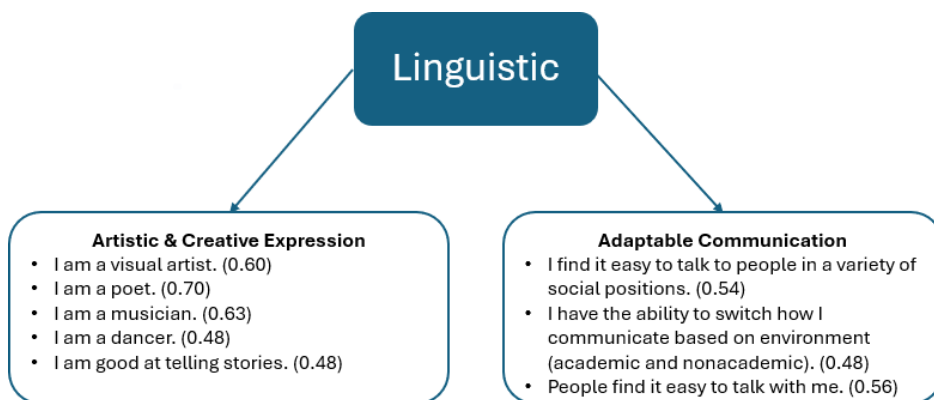 Linguistic
Artistic & Creative Expression
• I am a visual artist. (0.60)
• I am a poet. (0.70)
• I am a musician. (0.63)
• I am a dancer. (0.48)
• I am good at telling stories. (0.48)
Adaptable Communication
• I find it easy to talk to people in a variety of
social positions. (0.54)
• I have the ability to switch how I
communicate based on environment
(academic and nonacademic). (0.48)
• People find it easy to talk with me. (0.56)